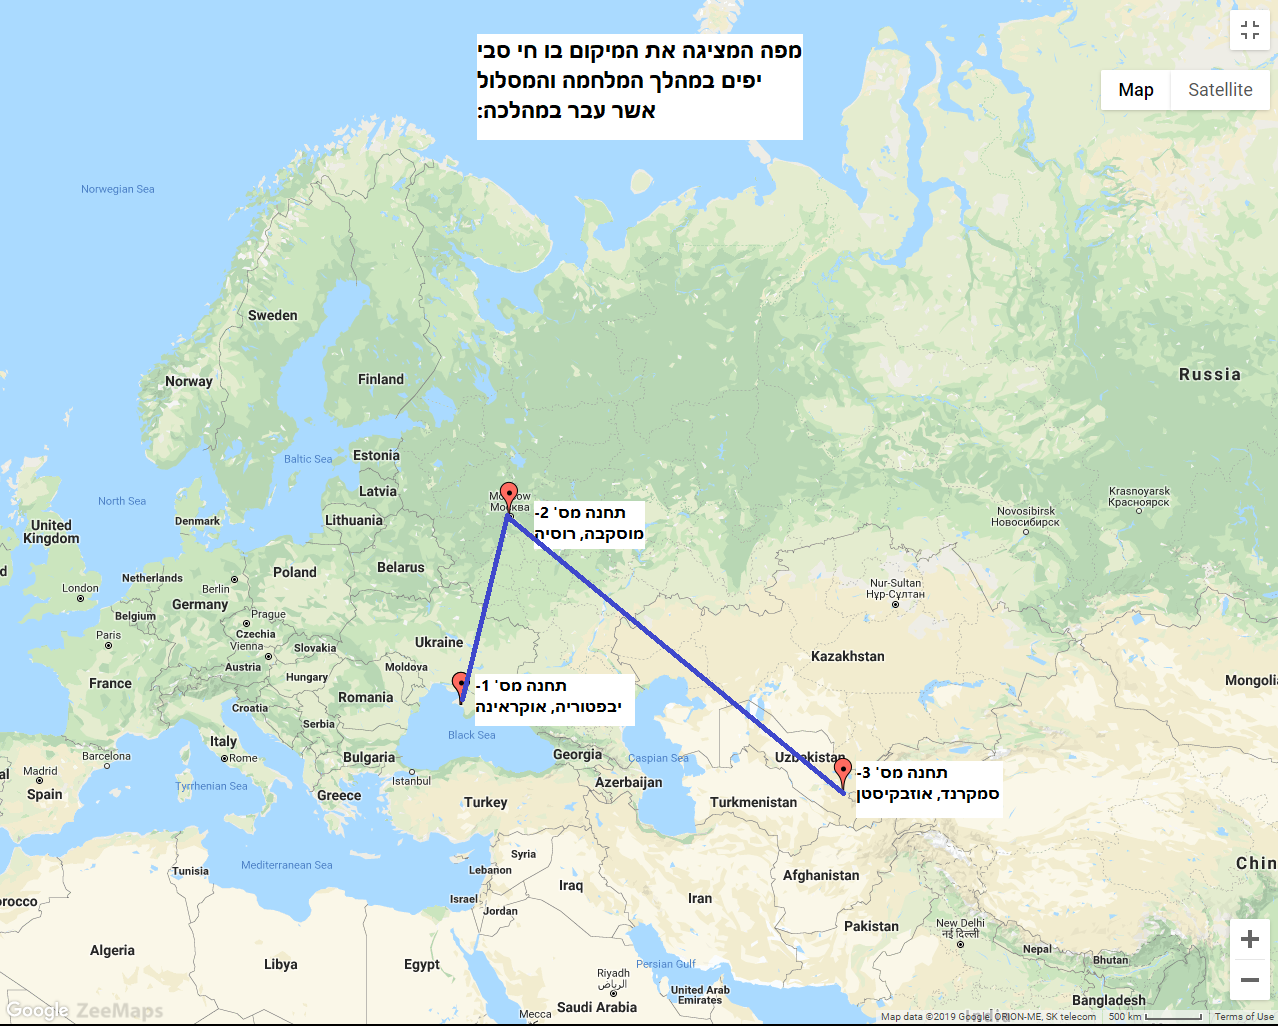 מפה המציגה את המיקום בו חי סבי
יפים במהלך המלחמה והמסלול
אשר עבר במהלכה:
Map
Satellite
Norwegian Sea
Sweden
Norway
Finland
Russia
Estonia
Baltic Sea
Latvia
North Sea
Denmark
Lithuania
United
Kingdom
Москва
תחנה מס' 2-
מוסקבה, רוסיה
Krasnoyarsk
Красноярск
Novosibirsk
Новосибирск
Netherlands
Berlin
Poland
Belarus
London
Germany
Nur-Sultan
Нұр-Сұлтан
Belgium
Prague
Paris
Czechia
Vienna
Slovakia
Ukraine
Kazakhstan
Austria
Hungary
Moldova
France
Romania
תחנה מס' 1-
יבפטוריה, אוקראינה
Mongoli
Croatia
Serbia
Italy
Rome
Bulgaria
Black Sea
Georgia
Caspian Sea
Uzbekistan
Barcelona
Madrid
Spain
Tyrrhenian Sea
Istanbul
Greece
Turkey
Azerbaijan
Turkmenistan
תחנה מס' 3-
סמקרנד, אוזבקיסטן
Tunisia
Mediterranean Sea
Syria
Lebanon
Iraq
Israel
Jordan
Iran
Afghanistan
Chin
orocco
Algeria
Libya
Egypt
Pakistan
New Delhi
नई दिल्ली
Nepal
Bhutan
Persian Gulf
Riyadh
الرياض
United Arab
Emirates
Saudi Arabia
Mecca
Bangladesh
India
Google
ZeeMaps
Map data ©2019 Google, ORION-ME, SK telecom
500 km
Terms of Use